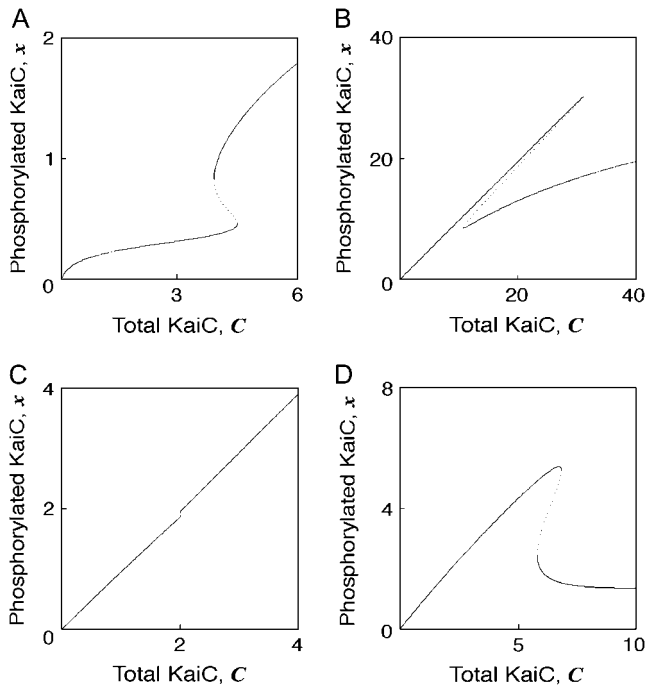 A
B
2
1
0
3
6
Phosphorylated KaiC, x
Total KaiC, C
40
20
0
20
40
Phosphorylated KaiC, x
Total KaiC, C
C
D
4
2
0
2
4
Phosphorylated KaiC, x
Total KaiC, C
8
4
0
5
10
Phosphorylated KaiC, x
Total KaiC, C